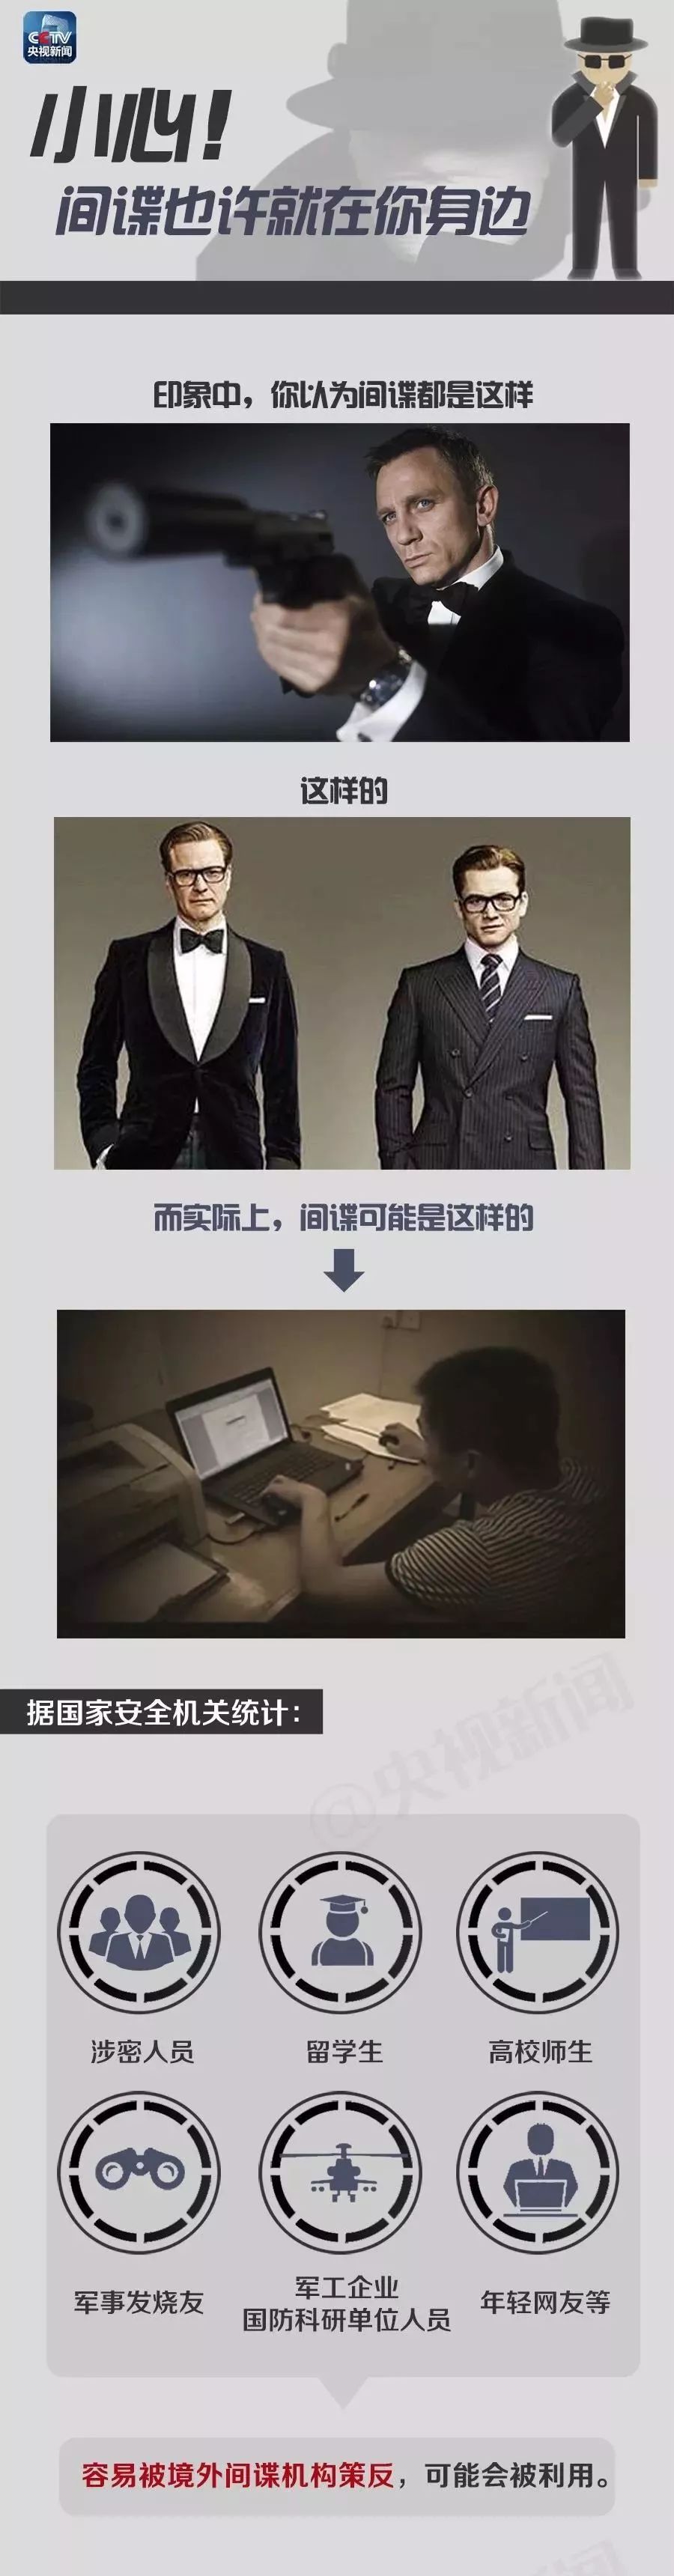 CCTV
央视新闻
小心!
间谍也许就在你身边
印象中，你以为间谍都是这样
这样的
而实际上，间谍可能是这样的
据国家安全机关统计：
@央视新闻
涉密人员
留学生
高校师生
军事发烧友
军工企业
国防科研单位人员
年轻网友等
容易被境外间谍机构策反，可能会被利用。